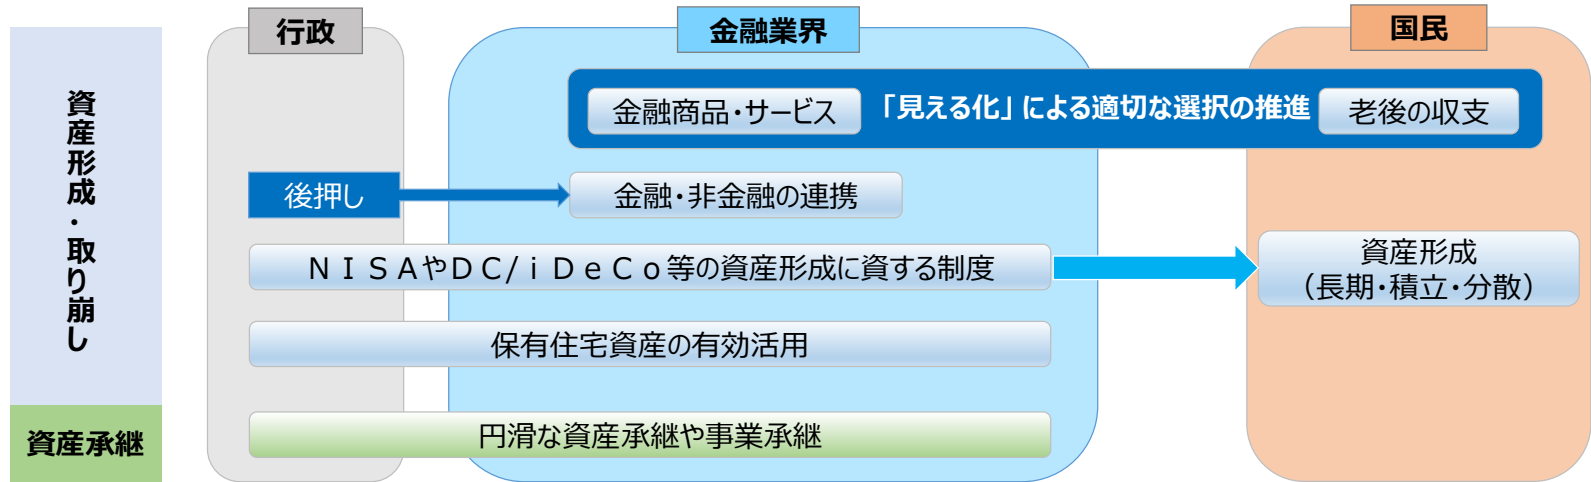 行政
金融業界
国民
資産形成・取り崩し
金融商品・サービス
「見える化」による適切な選択の推進
老後の収支
後押し
金融・非金融の連携
ＮＩＳＡやＤＣ/ｉＤｅＣｏ等の資産形成に資する制度
資産形成
（長期・積立・分散）
保有住宅資産の有効活用
資産承継
円滑な資産承継や事業承継